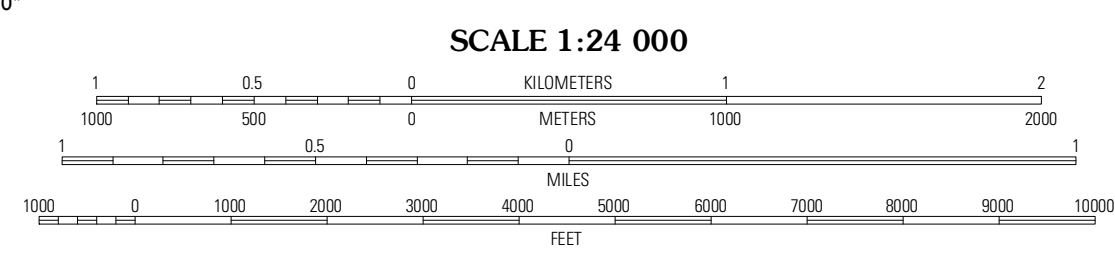 0"
SCALE 1:24 000
1 0.5 0 KILOMETERS 1 2
1000 500 0 METERS 1000 2000
1 0.5 0 1
MILES
1000 0 1000 2000 3000 4000 5000 6000 7000 8000 9000 10000
FEET